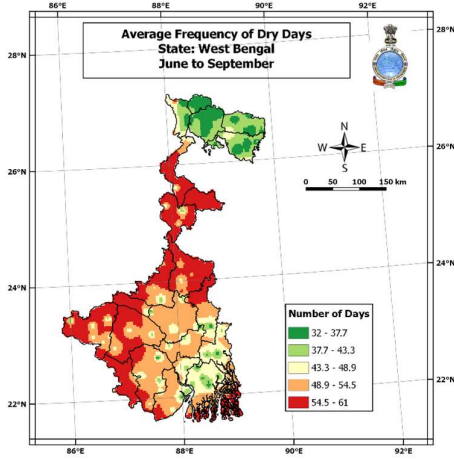 86°E 88°E 90°E 92°E
Average Frequency of Dry Days
State: West Bengal
June to September
28°N 28°N
N
W E
S
26°N 26°N
0 50 100 150 km
24°N 24°N
Number of Days
32 - 37.7
37.7 - 43.3
43.3 - 48.9
48.9 - 54.5
54.5 - 61
22°N 22°N
86°E 88°E 90°E 92°E